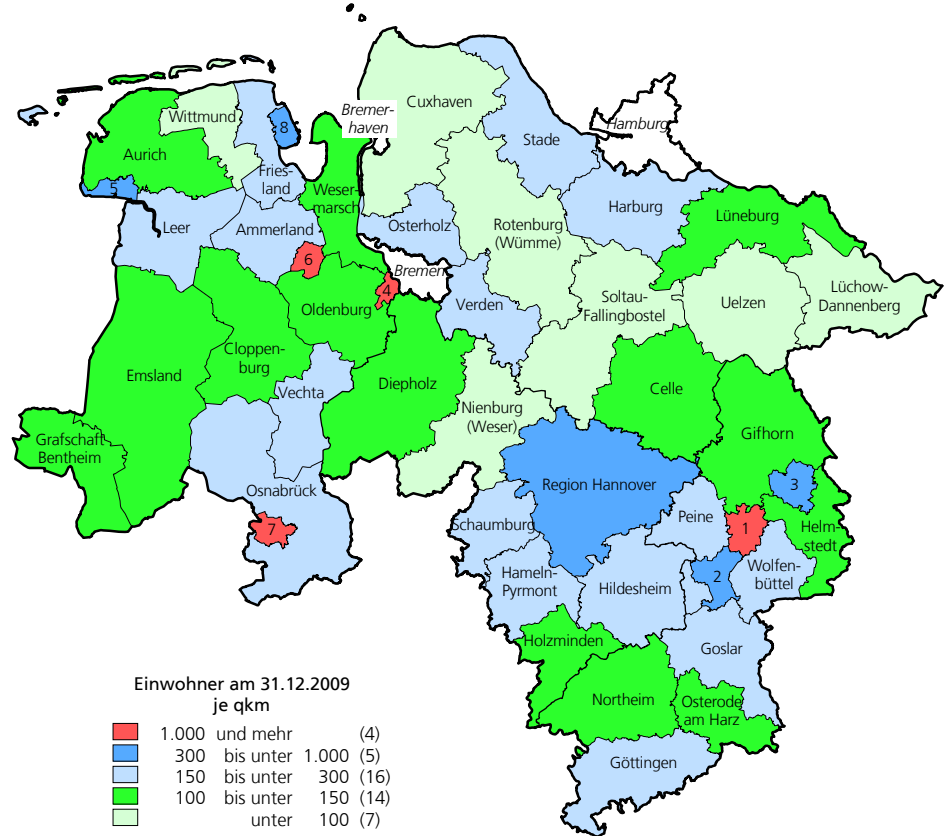 Cuxhaven
Bremer-
haven
Wittmund
8
Hamburg
Stade
Aurich
Fries-
land
5
Weser-
marsch
Harburg
Lüneburg
Leer
Ammerland
Osterholz
Rotenburg
(Wümme)
6
Bremen
4
Oldenburg
Verden
Soltau-
Fallingbostel
Uelzen
Lüchow-
Dannenberg
Cloppen-
burg
Emsland
Vechta
Diepholz
Celle
Nienburg
(Weser)
Gifhorn
Grafschaft
Bentheim
Osnabrück
Region Hannover
3
7
Schaumburg
Peine
1
Helm-
stedt
Hameln-
Pyrmont
Hildesheim
2
Wolfen-
büttel
Holzminden
Goslar
Northeim
Osterode
am Harz
Göttingen
Einwohner am 31.12.2009
je qkm
1.000 und mehr (4)
300 bis unter 1.000 (5)
150 bis unter 300 (16)
100 bis unter 150 (14)
unter 100 (7)